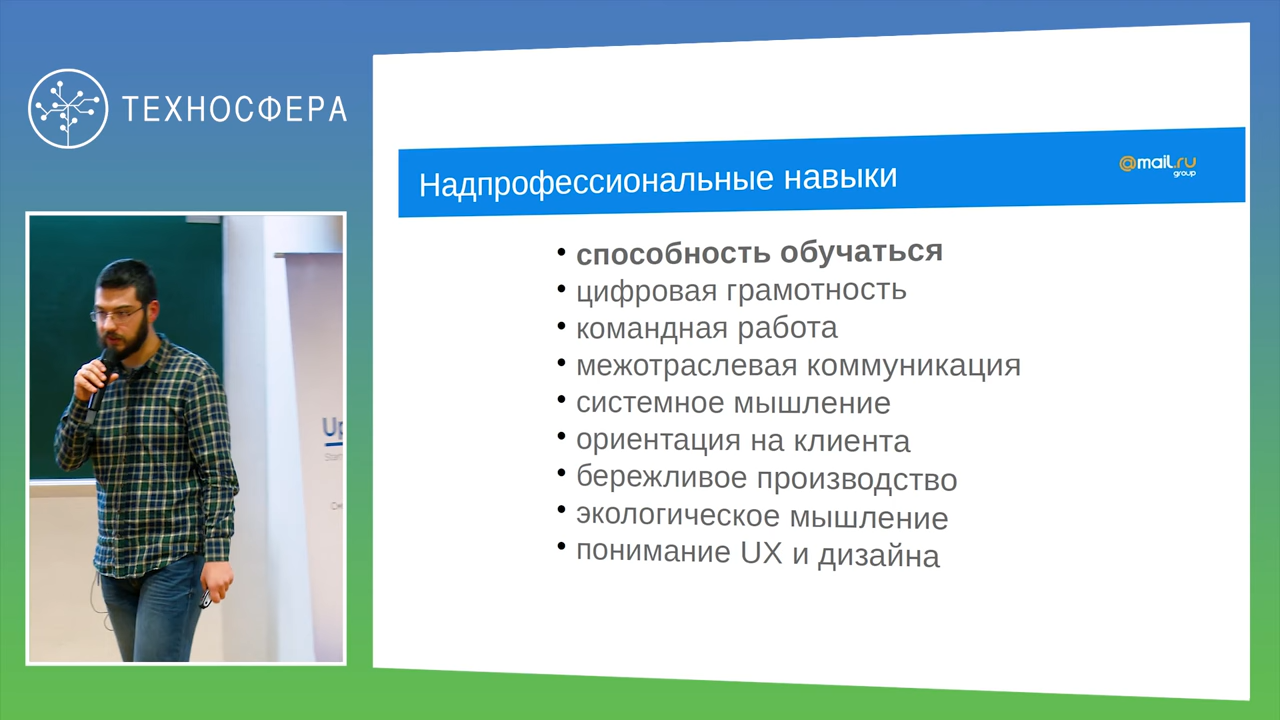 ТЕХНОСФЕРА
Надпрофессиональные навыки
@mail.ru
group
способность обучаться
цифровая грамотность
командная работа
межотраслевая коммуникация
системное мышление
ориентация на клиента
бережливое производство
экологическое мышление
понимание UX и дизайна
Up